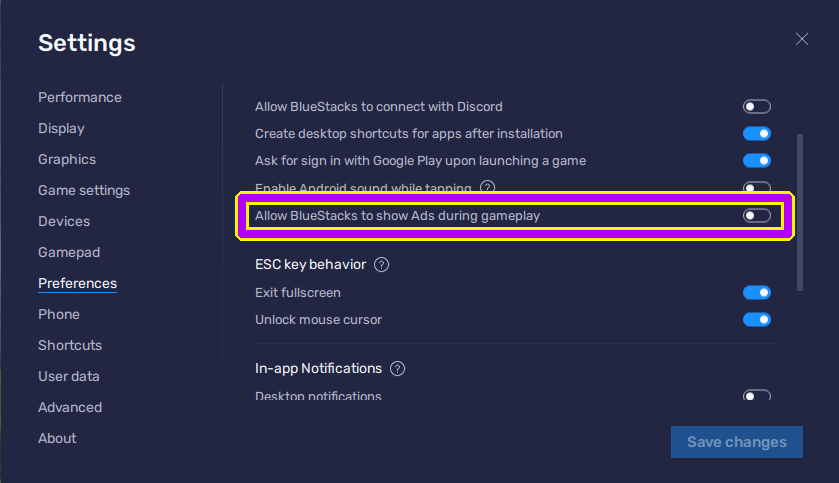 Settings
Performance
Display
Graphics
Game settings
Devices
Gamepad
Preferences
Phone
Shortcuts
User data
Advanced
About
Allow BlueStacks to connect with Discord
Create desktop shortcuts for apps after installation
Ask for sign in with Google Play upon launching a game
Enable Android sound while tapping ?
Allow BlueStacks to show Ads during gameplay
ESC key behavior ?
Exit fullscreen
Unlock mouse cursor
In-app Notifications ?
Desktop notifications
Save changes